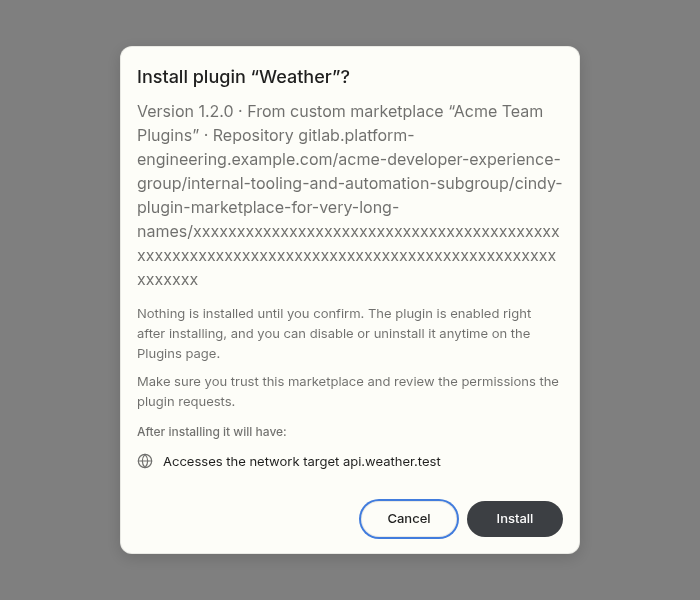 Install plugin “Weather”?
Version 1.2.0 · From custom marketplace “Acme Team
Plugins” · Repository gitlab.platform-
engineering.example.com/acme-developer-experience-
group/internal-tooling-and-automation-subgroup/cindy-
plugin-marketplace-for-very-long-
names/xxxxxxxxxxxxxxxxxxxxxxxxxxxxxxxxxxxxxxxxxx
xxxxxxxxxxxxxxxxxxxxxxxxxxxxxxxxxxxxxxxxxxxxxxxx
xxxxxxx
Nothing is installed until you confirm. The plugin is enabled right
after installing, and you can disable or uninstall it anytime on the
Plugins page.
Make sure you trust this marketplace and review the permissions the
plugin requests.
After installing it will have:
Accesses the network target api.weather.test
Cancel
Install